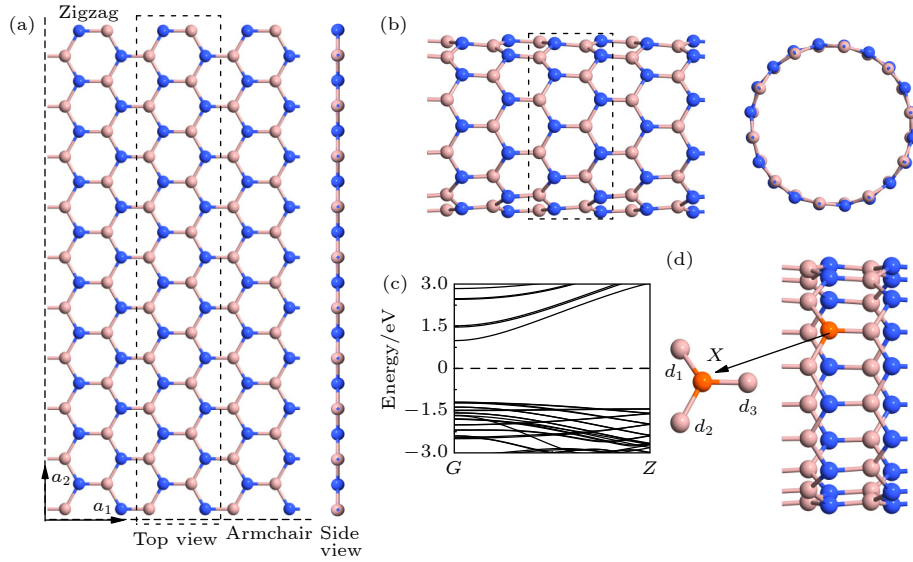 (a)
Zigzag
a2
a1
Top view
Armchair
Side
view
(b)
(c)
Energy/eV
3.0
1.5
0
−1.5
−3.0
G
Z
(d)
X
d1
d2
d3